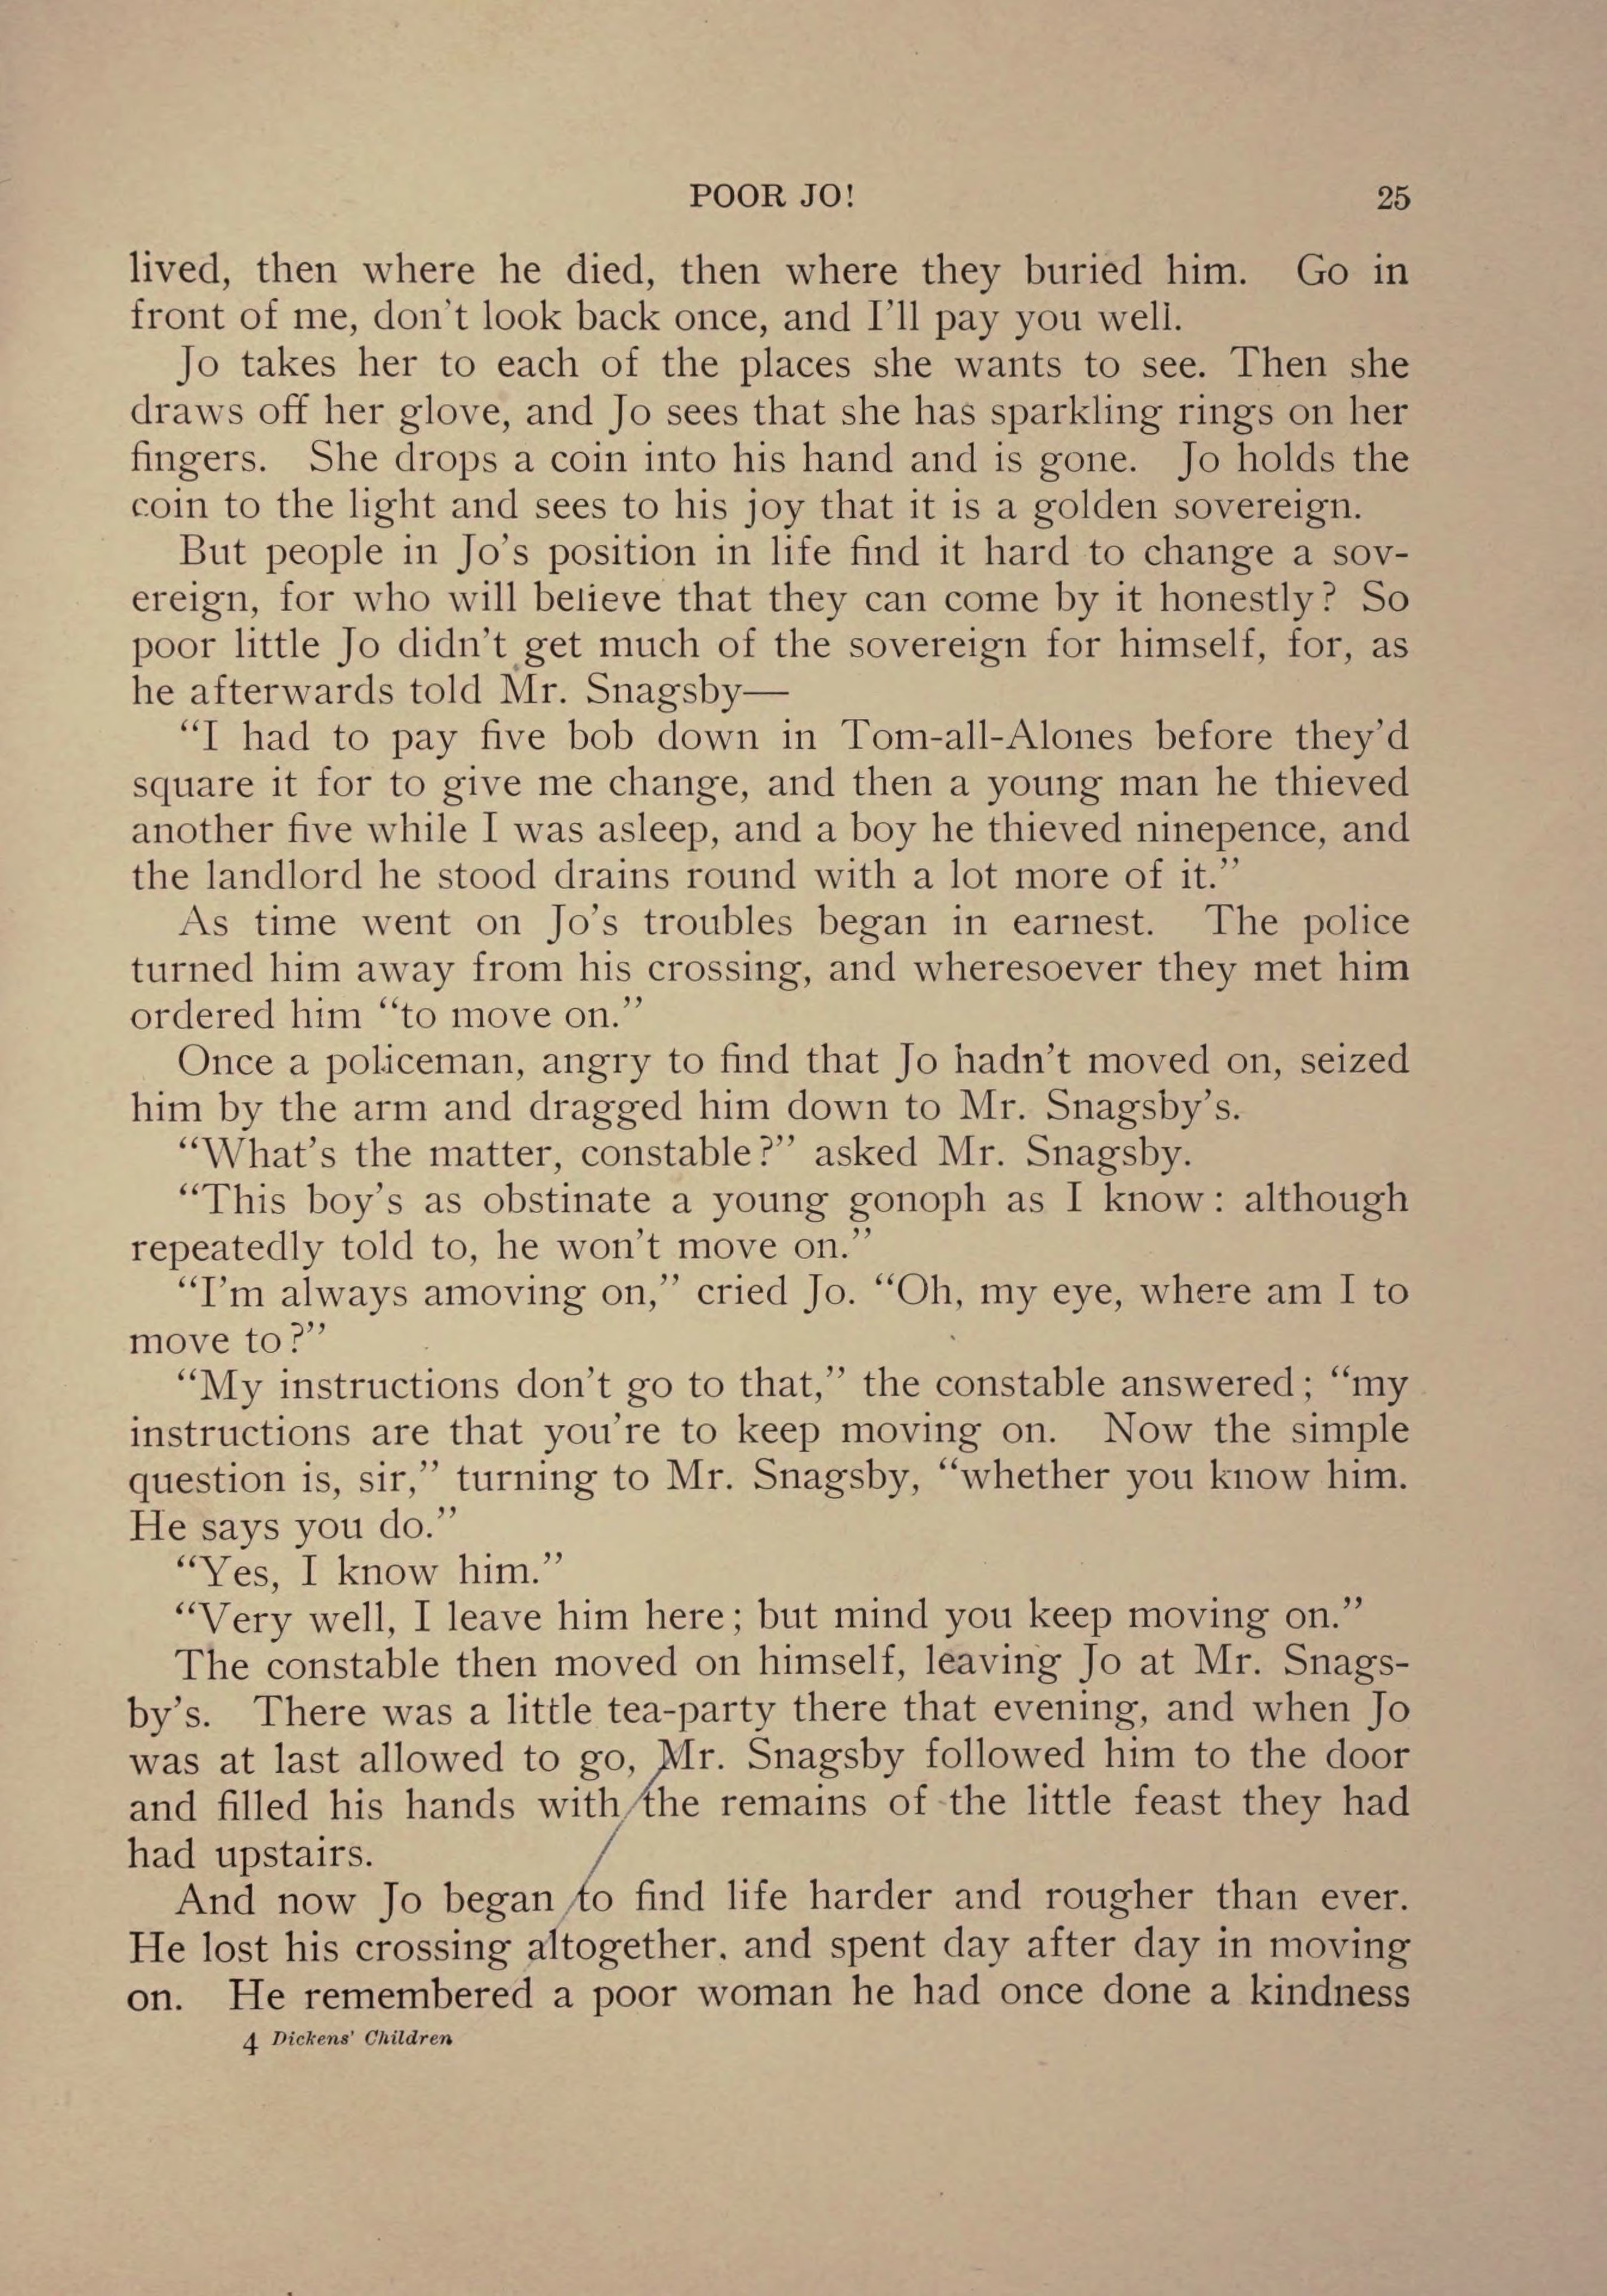 POOR JO! 25
lived, then where he died, then where they buried him. Go in
front of me, don't look back once, and I'll pay you well.
Jo takes her to each of the places she wants to see. Then she
draws off her glove, and Jo sees that she has sparkling rings on her
fingers. She drops a coin into his hand and is gone. Jo holds the
coin to the light and sees to his joy that it is a golden sovereign.
But people in Jo's position in life find it hard to change a sov-
ereign, for who will believe that they can come by it honestly? So
poor little Jo didn't get much of the sovereign for himself, for, as
he afterwards told Mr. Snagsby—
“I had to pay five bob down in Tom-all-Alones before they'd
square it for to give me change, and then a young man he thieved
another five while I was asleep, and a boy he thieved ninepence, and
the landlord he stood drains round with a lot more of it.”
As time went on Jo's troubles began in earnest. The police
turned him away from his crossing, and wheresoever they met him
ordered him “to move on.”
Once a policeman, angry to find that Jo hadn't moved on, seized
him by the arm and dragged him down to Mr. Snagsby's.
“What's the matter, constable?” asked Mr. Snagsby.
“This boy's as obstinate a young gonoph as I know: although
repeatedly told to, he won't move on.”
“I'm always amoving on,” cried Jo. “Oh, my eye, where am I to
move to?”
“My instructions don't go to that,” the constable answered; “my
instructions are that you're to keep moving on. Now the simple
question is, sir,” turning to Mr. Snagsby, “whether you know him.
He says you do.”
“Yes, I know him.”
“Very well, I leave him here; but mind you keep moving on.”
The constable then moved on himself, leaving Jo at Mr. Snags-
by's. There was a little tea-party there that evening, and when Jo
was at last allowed to go, Mr. Snagsby followed him to the door
and filled his hands with the remains of the little feast they had
had upstairs.
And now Jo began to find life harder and rougher than ever.
He lost his crossing altogether, and spent day after day in moving
on. He remembered a poor woman he had once done a kindness
4 Dickens' Children